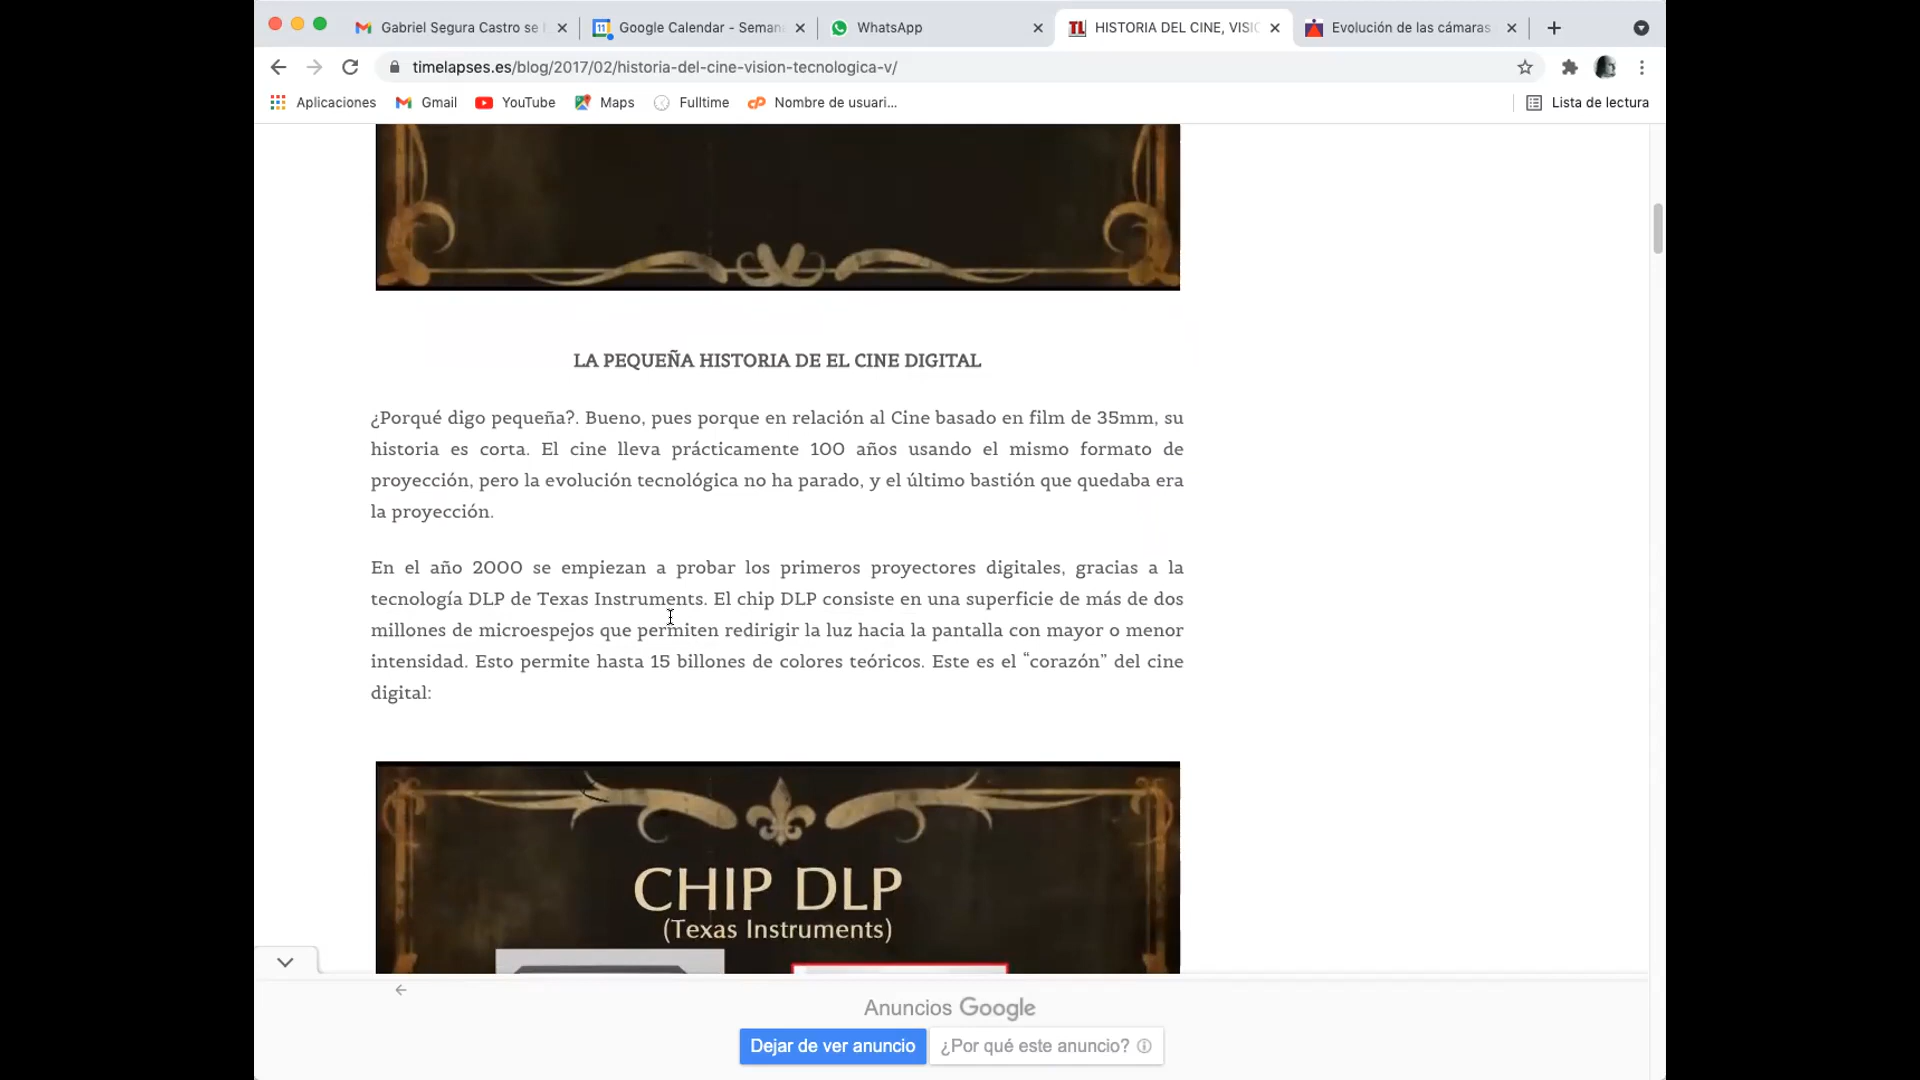 Gabriel Segura Castro se
Google Calendar - Seman
WhatsApp
HISTORIA DEL CINE, VISI
Evolución de las cámaras
timelapses.es/blog/2017/02/historia-del-cine-vision-tecnologica-v/
Aplicaciones
Gmail
YouTube
Maps
Fulltime
Nombre de usuari...
Lista de lectura
LA PEQUEÑA HISTORIA DE EL CINE DIGITAL
¿Porqué digo pequeña?. Bueno, pues porque en relación al Cine basado en film de 35mm, su
historia es corta. El cine lleva prácticamente 100 años usando el mismo formato de
proyección, pero la evolución tecnológica no ha parado, y el último bastión que quedaba era
la proyección.
En el año 2000 se empiezan a probar los primeros proyectores digitales, gracias a la
tecnología DLP de Texas Instruments. El chip DLP consiste en una superficie de más de dos
millones de microespejos que permiten redirigir la luz hacia la pantalla con mayor o menor
intensidad. Esto permite hasta 15 billones de colores teóricos. Este es el “corazón” del cine
digital:
CHIP DLP
(Texas Instruments)
Anuncios Google
Dejar de ver anuncio
¿Por qué este anuncio?